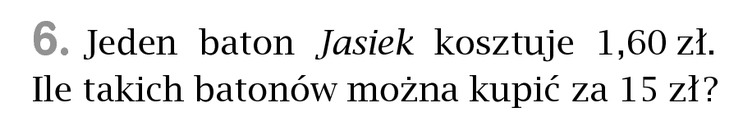 6. Jeden baton Jasiek kosztuje 1,60 zł.
Ile takich batonów można kupić za 15 zł?